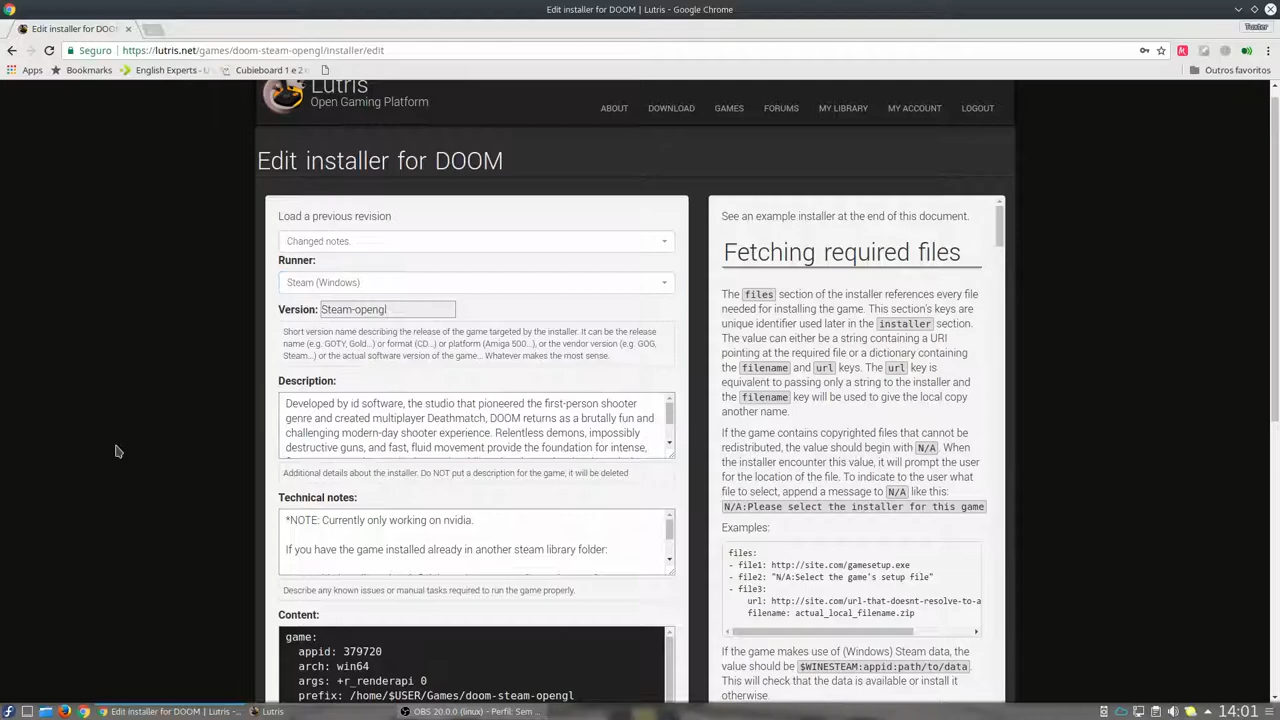 Edit installer for DOOM | Lutris - Google Chrome
Edit installer for DOO
Tuxter
Seguro
https://lutris.net/games/doom-steam-opengl/installer/edit
Apps
Bookmarks
English Experts - U
Cubieboard 1 e 2
Outros favoritos
Lutris
Open Gaming Platform
ABOUT
DOWNLOAD
GAMES
FORUMS
MY LIBRARY
MY ACCOUNT
LOGOUT
Edit installer for DOOM
Load a previous revision
Changed notes.
Runner:
Steam (Windows)
Version:
Steam-opengl
Short version name describing the release of the game targeted by the installer. It can be the release
name (e.g. GOTY, Gold...) or format (CD...) or platform (Amiga 500...), or the vendor version (e.g. GOG,
Steam...) or the actual software version of the game... Whatever makes the most sense.
Description:
Developed by id software, the studio that pioneered the first-person shooter
genre and created multiplayer Deathmatch, DOOM returns as a brutally fun and
challenging modern-day shooter experience. Relentless demons, impossibly
destructive guns, and fast, fluid movement provide the foundation for intense,
Additional details about the installer. Do NOT put a description for the game, it will be deleted
Technical notes:
*NOTE: Currently only working on nvidia.
If you have the game installed already in another steam library folder:
Describe any known issues or manual tasks required to run the game properly.
Content:
game:
appid: 379720
arch: win64
args: +r_renderapi 0
prefix: /home/$USER/Games/doom-steam-opengl
See an example installer at the end of this document.
Fetching required files
The files section of the installer references every file
needed for installing the game. This section's keys are
unique identifier used later in the installer section.
The value can either be a string containing a URI
pointing at the required file or a dictionary containing
the filename and url keys. The url key is
equivalent to passing only a string to the installer and
the filename key will be used to give the local copy
another name.
If the game contains copyrighted files that cannot be
redistributed, the value should begin with N/A. When
the installer encounter this value, it will prompt the user
for the location of the file. To indicate to the user what
file to select, append a message to N/A like this:
N/A:Please select the installer for this game
Examples:
files:
- file1: http://site.com/gamesetup.exe
- file2: "N/A:Select the game's setup file"
- file3:
url: http://site.com/url-that-doesnt-resolve-to-a
filename: actual_local_filename.zip
If the game makes use of (Windows) Steam data, the
value should be $WINESTEAM:appid:path/to/data.
This will check that the data is available or install it
otherwise.
Edit installer for DOOM | Lutris -...
Lutris
OBS 20.0.0 (linux) - Perfil: Sem ...
14:01